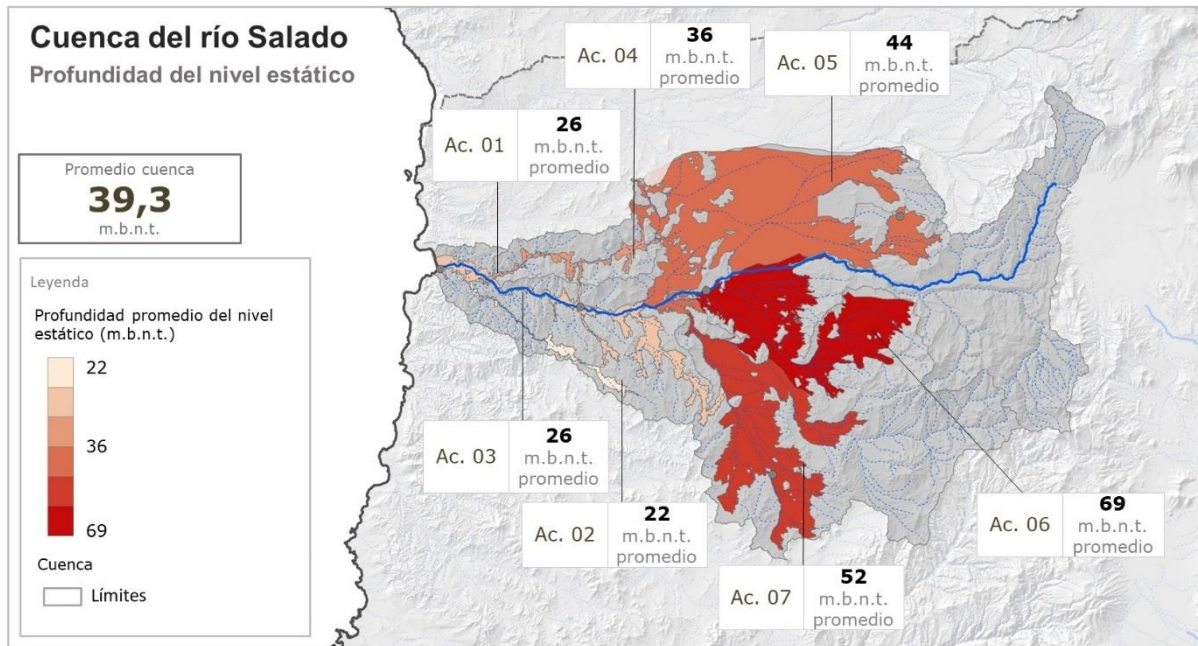 Cuenca del río Salado
Profundidad del nivel estático
Promedio cuenca
39,3
m.b.n.t.
Leyenda
Profundidad promedio del nivel
estático (m.b.n.t.)
22
36
69
Cuenca
Límites
Ac. 04
36
m.b.n.t.
promedio
Ac. 05
44
m.b.n.t.
promedio
Ac. 01
26
m.b.n.t.
promedio
Ac. 03
26
m.b.n.t.
promedio
Ac. 02
22
m.b.n.t.
promedio
Ac. 06
69
m.b.n.t.
promedio
Ac. 07
52
m.b.n.t.
promedio